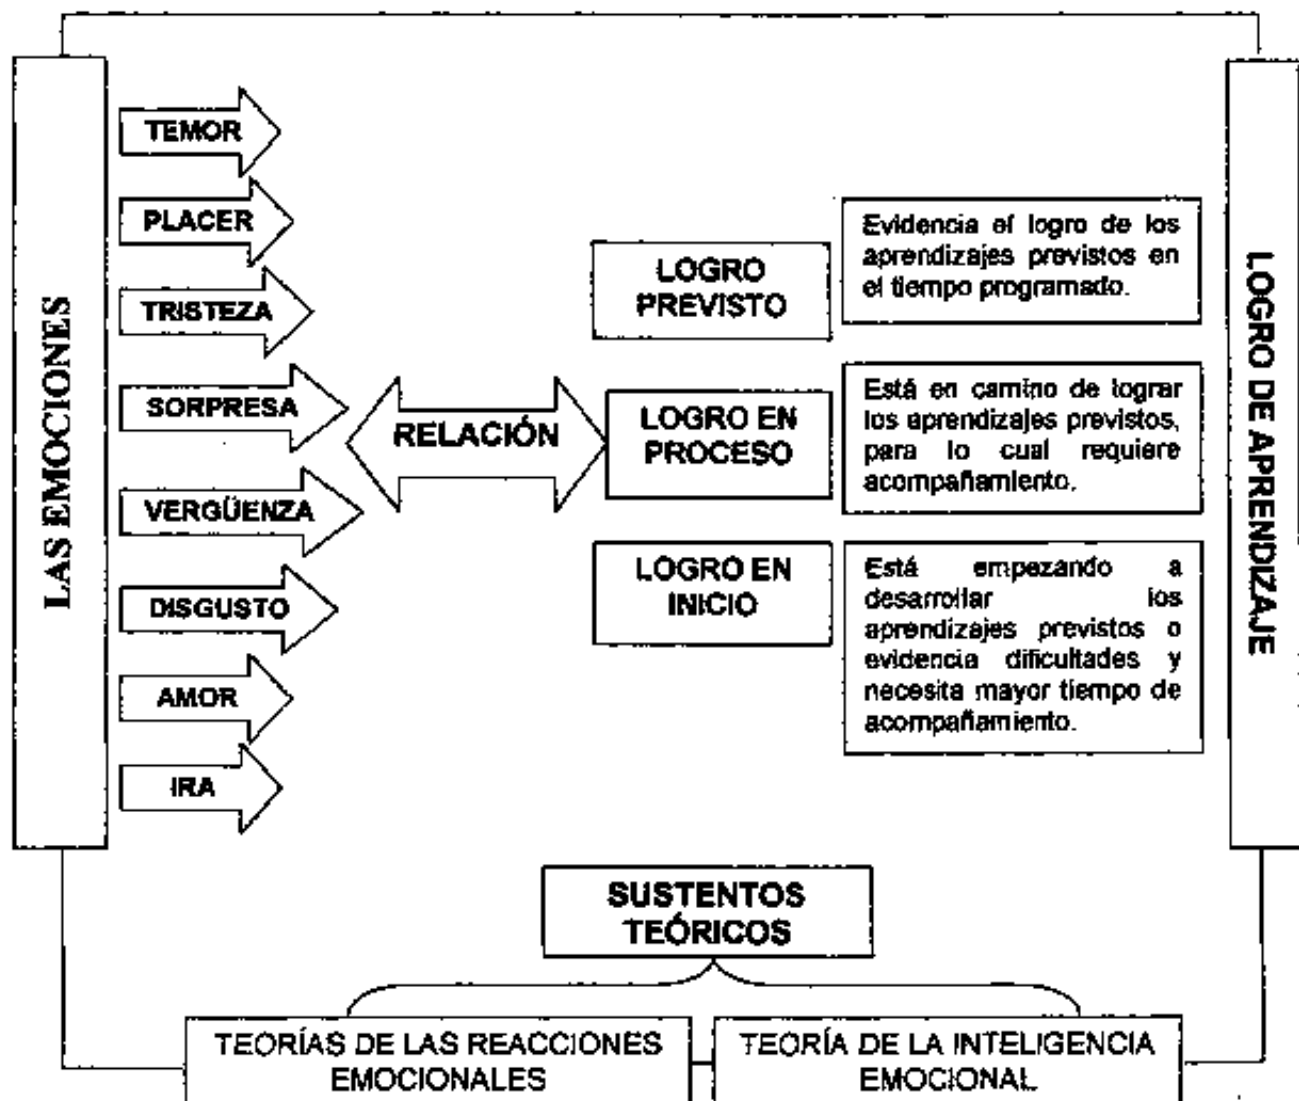 LAS EMOCIONES
TEMOR
PLACER
TRISTEZA
SORPRESA
VERGÜENZA
DISGUSTO
AMOR
IRA
RELACIÓN
LOGRO
PREVISTO
Evidencia el logro de los
aprendizajes previstos en
el tiempo programado.
LOGRO EN
PROCESO
Está en camino de lograr
los aprendizajes previstos,
para lo cual requiere
acompañamiento.
LOGRO EN
INICIO
Está empezando a
desarrollar los
aprendizajes previstos o
evidencia dificultades y
necesita mayor tiempo de
acompañamiento.
LOGRO DE APRENDIZAJE
SUSTENTOS
TEÓRICOS
TEORÍAS DE LAS REACCIONES
EMOCIONALES
TEORÍA DE LA INTELIGENCIA
EMOCIONAL